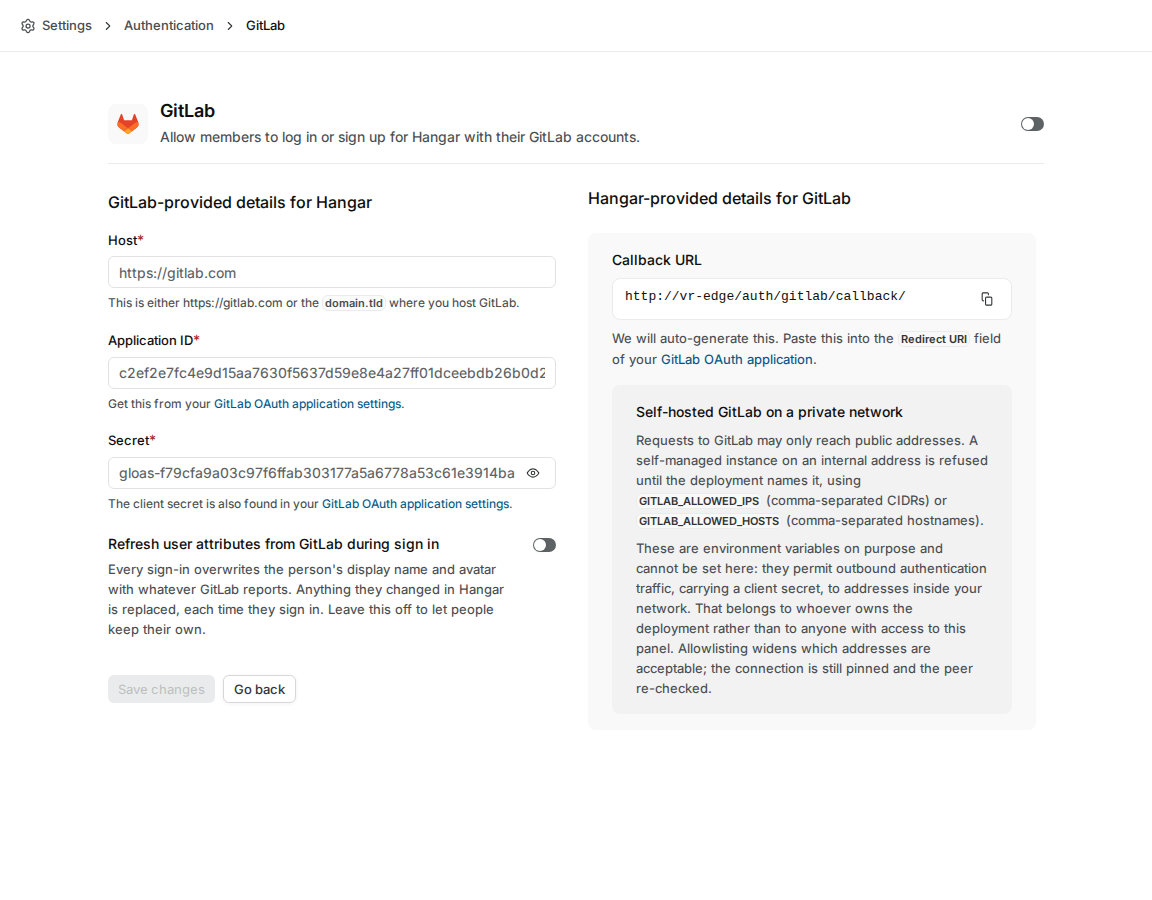 Settings > Authentication > GitLab
GitLab
Allow members to log in or sign up for Hangar with their GitLab accounts.
GitLab-provided details for Hangar
Host*
https://gitlab.com
This is either https://gitlab.com or the domain.tld where you host GitLab.
Application ID*
c2ef2e7fc4e9d15aa7630f5637d59e8e4a27ff01dceebdb26b0d2
Get this from your GitLab OAuth application settings.
Secret*
gloas-f79cfa9a03c97f6ffab303177a5a6778a53c61e3914ba
The client secret is also found in your GitLab OAuth application settings.
Refresh user attributes from GitLab during sign in
Every sign-in overwrites the person's display name and avatar
with whatever GitLab reports. Anything they changed in Hangar
is replaced, each time they sign in. Leave this off to let people
keep their own.
Save changes
Go back
Hangar-provided details for GitLab
Callback URL
http://vr-edge/auth/gitlab/callback/
We will auto-generate this. Paste this into the Redirect URI field
of your GitLab OAuth application.
Self-hosted GitLab on a private network
Requests to GitLab may only reach public addresses. A
self-managed instance on an internal address is refused
until the deployment names it, using
GITLAB_ALLOWED_IPS (comma-separated CIDRs) or
GITLAB_ALLOWED_HOSTS (comma-separated hostnames).
These are environment variables on purpose and
cannot be set here: they permit outbound authentication
traffic, carrying a client secret, to addresses inside your
network. That belongs to whoever owns the
deployment rather than to anyone with access to this
panel. Allowlisting widens which addresses are
acceptable; the connection is still pinned and the peer
re-checked.